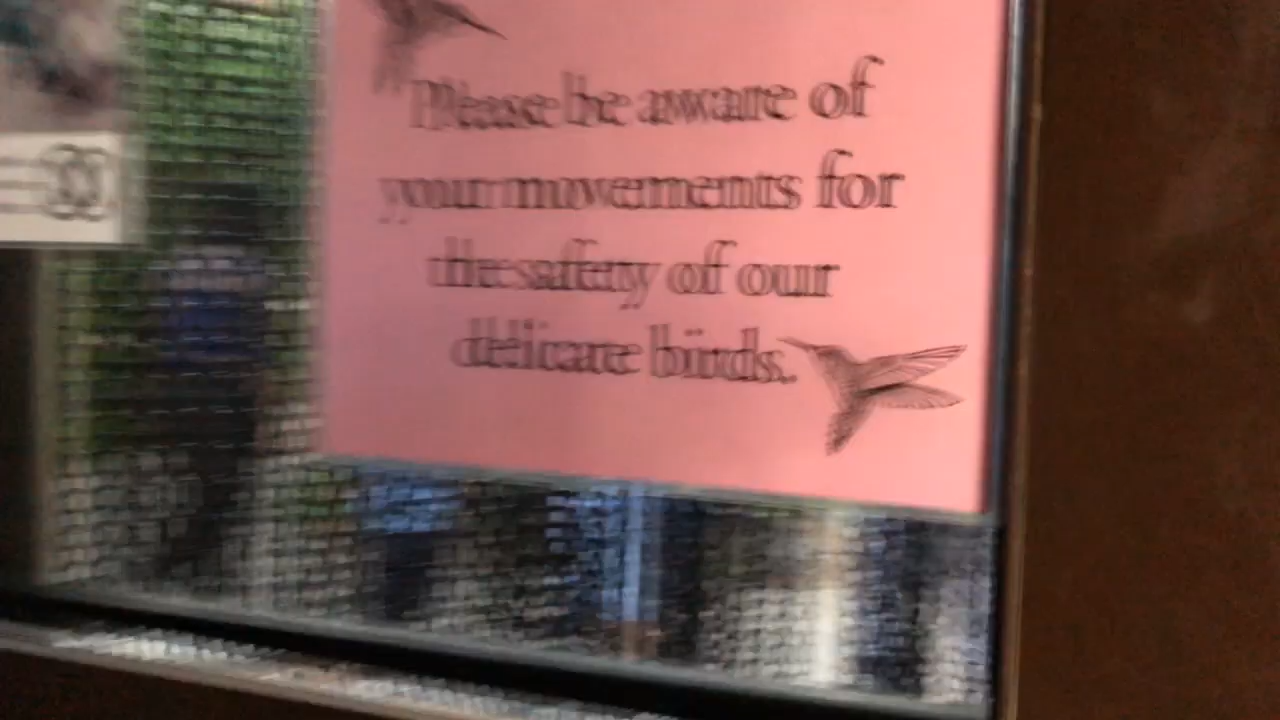 Please be aware of
your movements for
the safety of our
delicate birds.